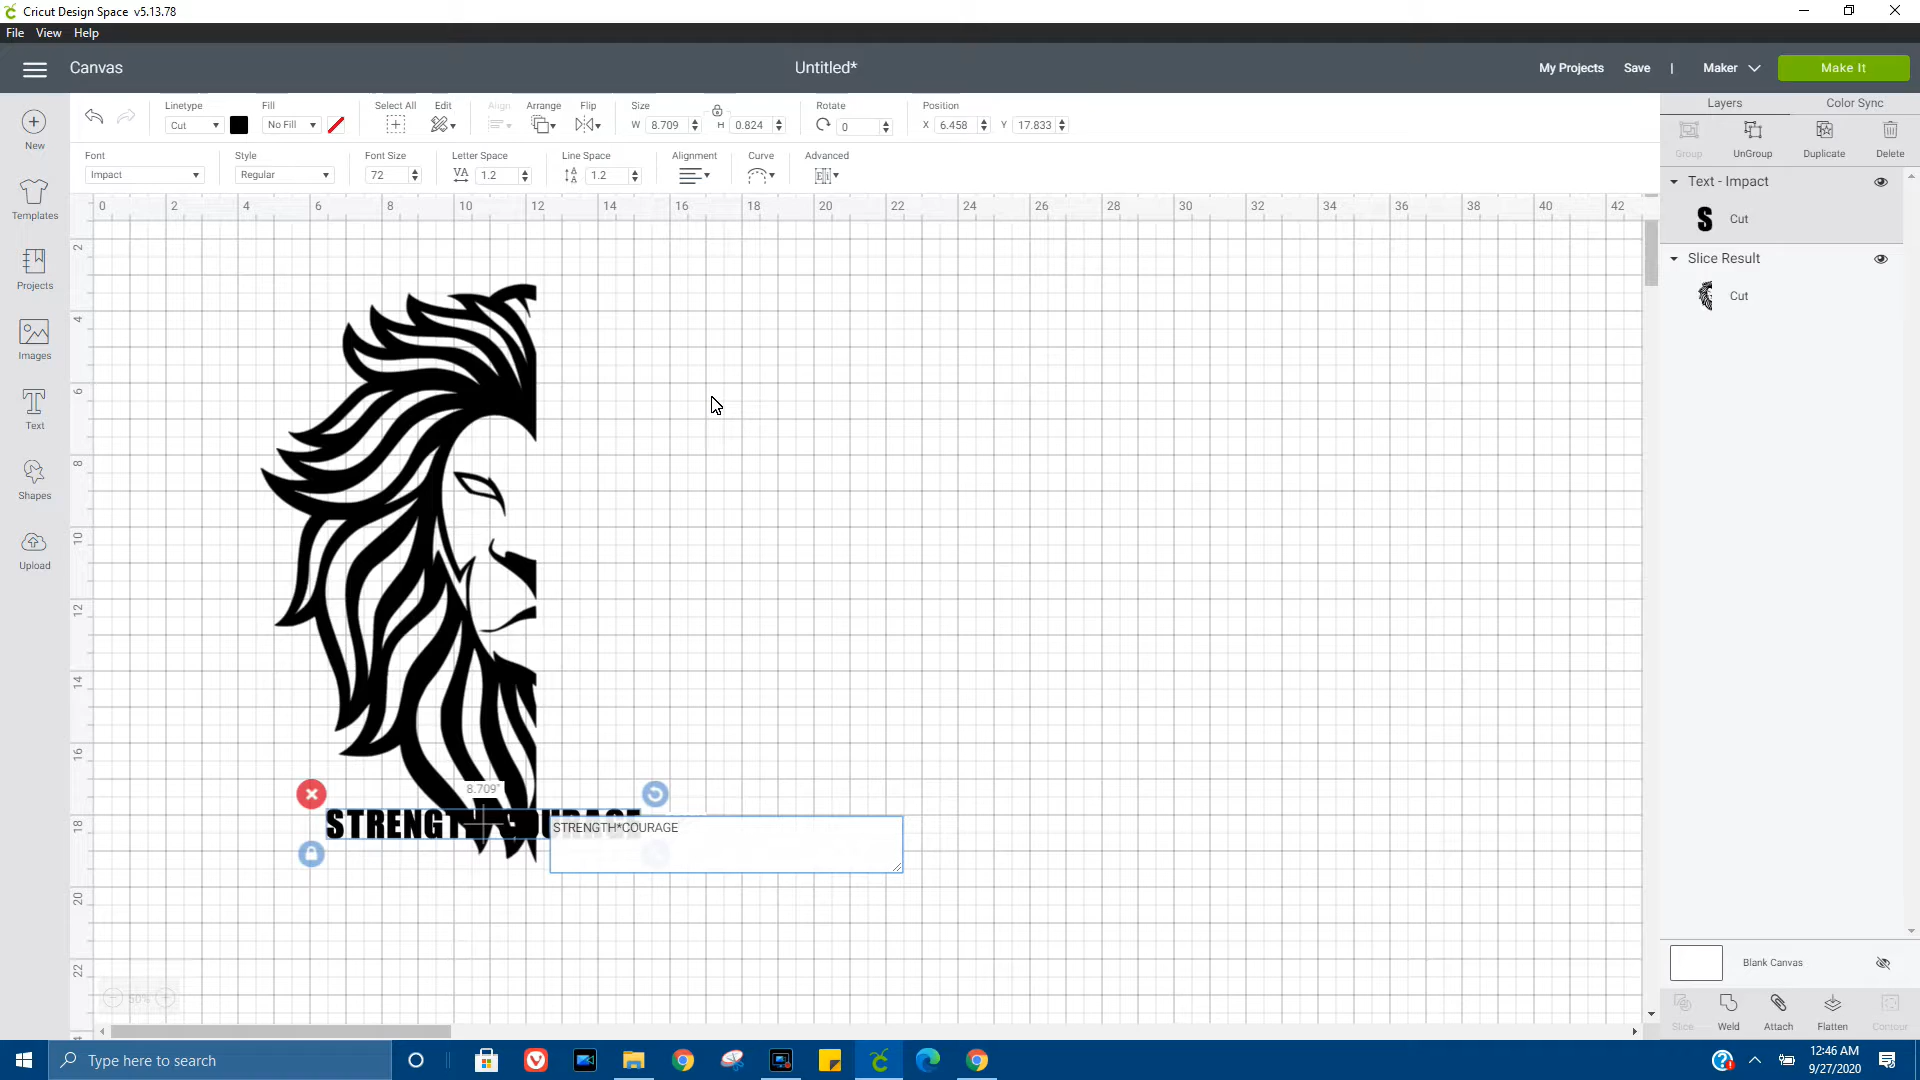 Cricut Design Space v5.13.78
File View Help
Canvas
Untitled*
My Projects Save | Maker Make It
Linetype Fill Select All Edit Align Arrange Flip Size Rotate Position
Cut No Fill W 8.709 H 0.824 0 X 6.458 Y 17.833
Font Style Font Size Letter Space Line Space Alignment Curve Advanced
Impact Regular 72 VA 1.2 1.2
0 2 4 6 8 10 12 14 16 18 20 22 24 26 28 30 32 34 36 38 40 42
2
4
6
8
10
12
14
16
18
20
22
New
Templates
Projects
Images
Text
Shapes
Upload
8.709"
STRENGTH COURAGE
STRENGTH*COURAGE
50%
Layers Color Sync
Group UnGroup Duplicate Delete
Text - Impact
S Cut
Slice Result
Cut
Blank Canvas
Slice Weld Attach Flatten Contour
Type here to search
12:46 AM
9/27/2020